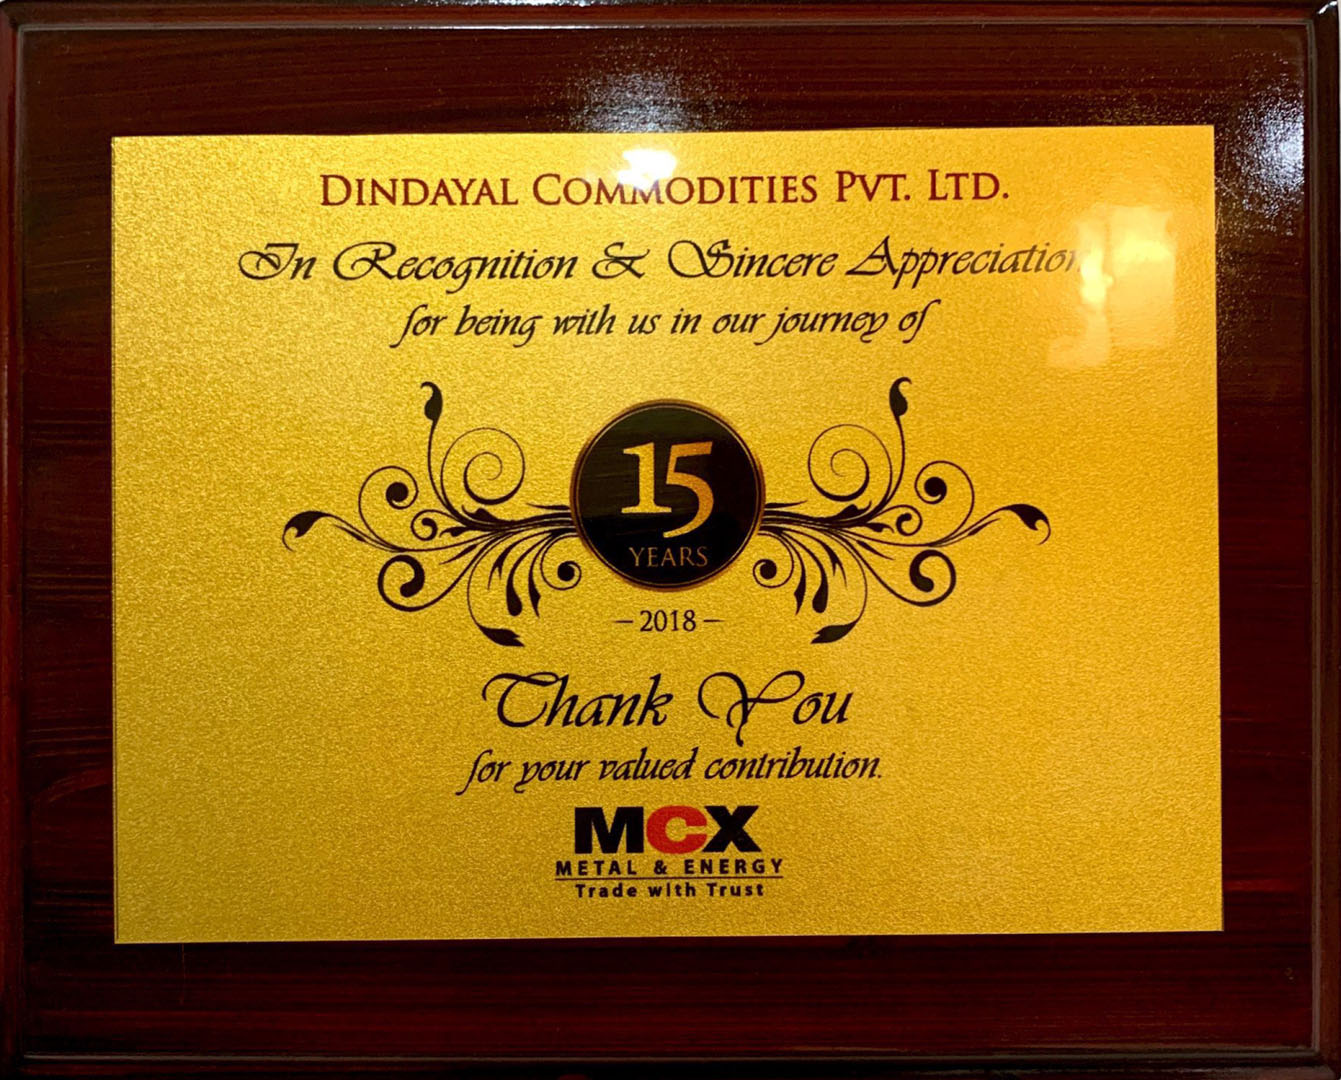 DINDAYAL COMMODITIES PVT. LTD.
In Recognition & Sincere Appreciation
for being with us in our journey of
15
YEARS
– 2018 –
Thank You
for your valued contribution.
MCX
METAL & ENERGY
Trade with Trust